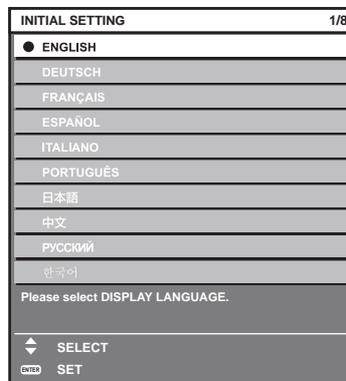 INITIAL SETTING 1/8
ENGLISH
DEUTSCH
FRANÇAIS
ESPAÑOL
ITALIANO
PORTUGUÊS
日本語
中文
РУССКИЙ
한국어
Please select DISPLAY LANGUAGE.
SELECT
ENTER SET